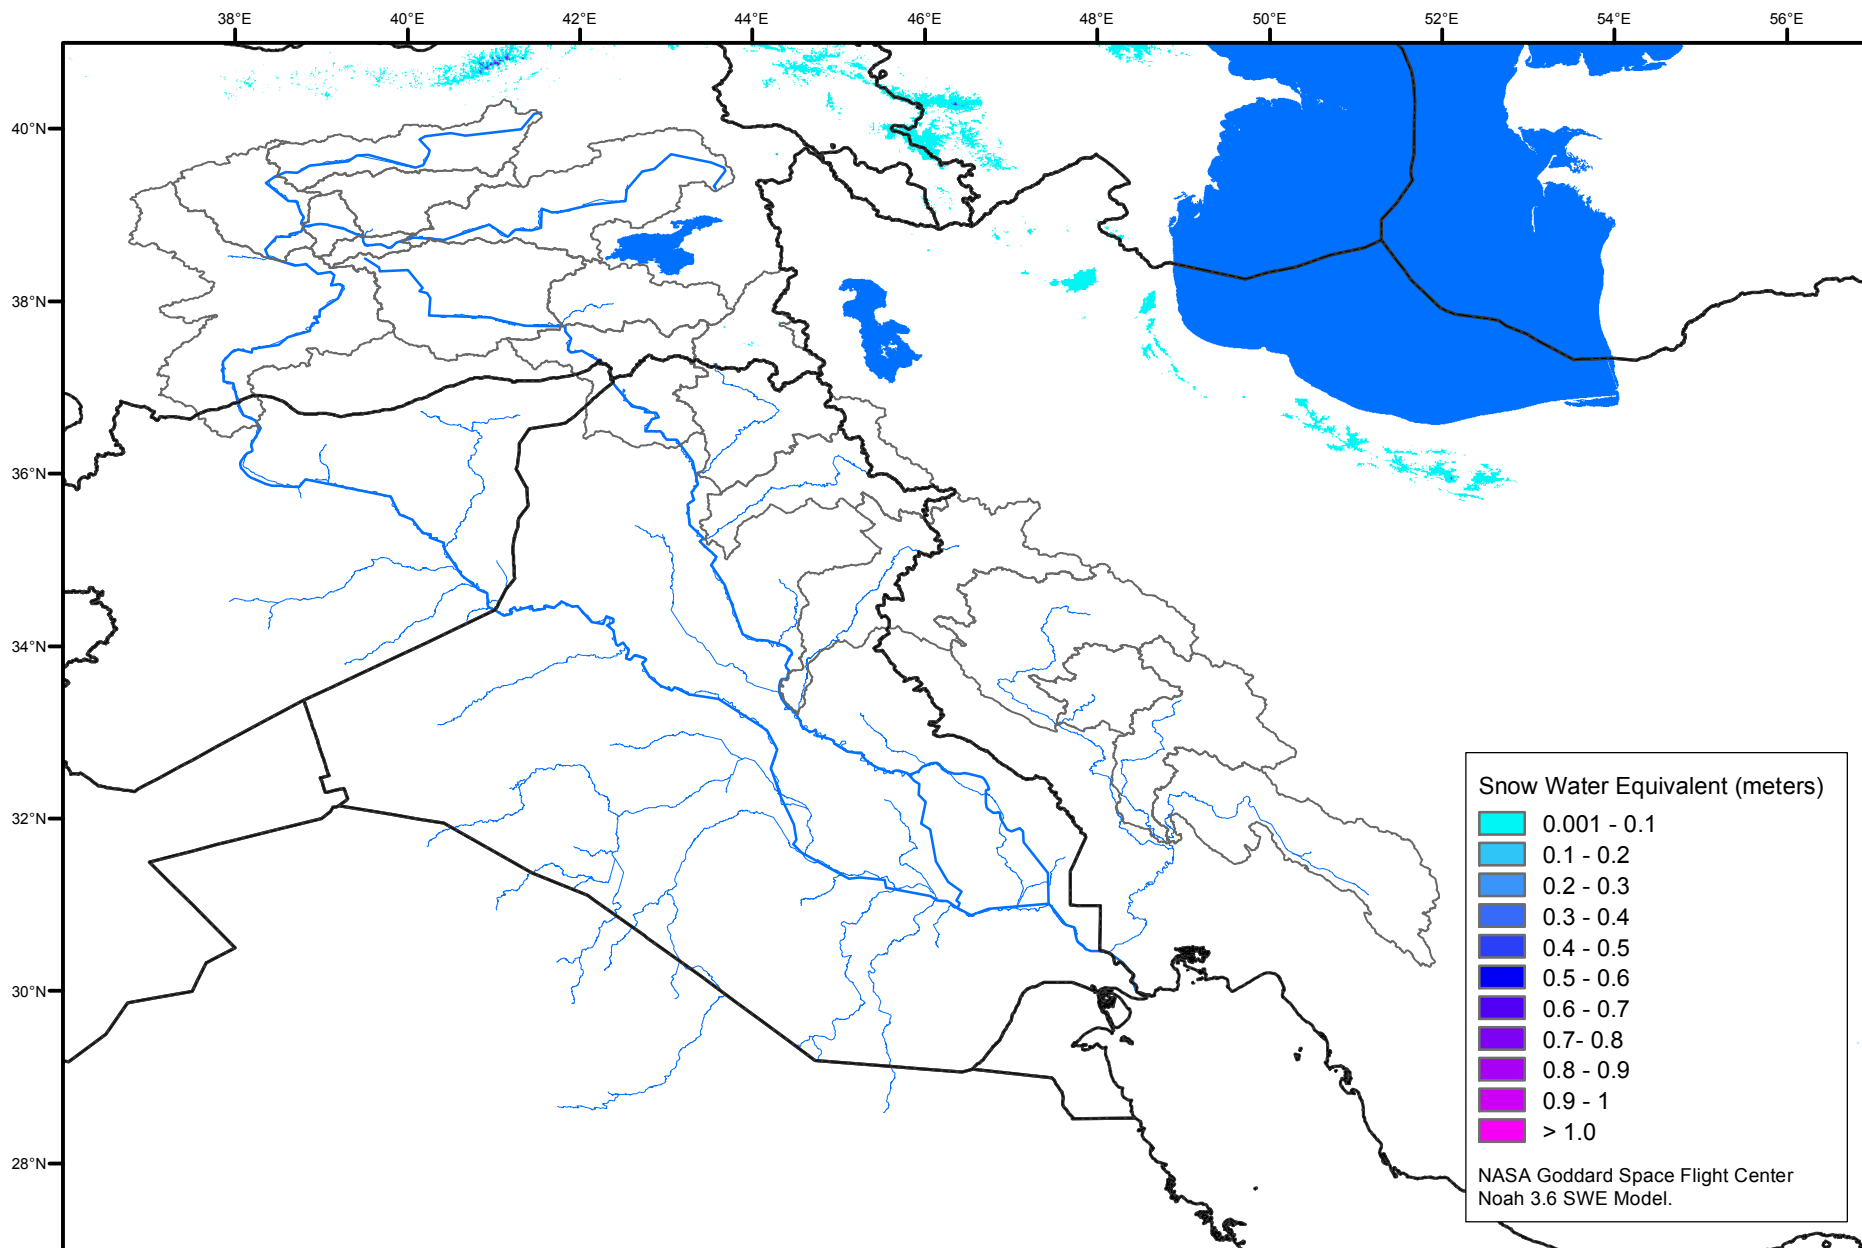 38°E 40°E 42°E 44°E 46°E 48°E 50°E 52°E 54°E 56°E
40°N
38°N
36°N
34°N
32°N
30°N
28°N
Snow Water Equivalent (meters)
0.001 - 0.1
0.1 - 0.2
0.2 - 0.3
0.3 - 0.4
0.4 - 0.5
0.5 - 0.6
0.6 - 0.7
0.7- 0.8
0.8 - 0.9
0.9 - 1
> 1.0
NASA Goddard Space Flight Center
Noah 3.6 SWE Model.